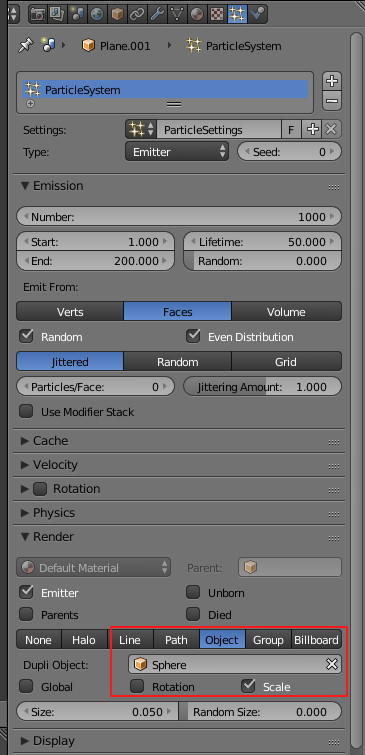 Plane.001 ParticleSystem
ParticleSystem
Settings: ParticleSettings F
Type: Emitter Seed: 0
Emission
Number: 1000
Start: 1.000 Lifetime: 50.000
End: 200.000 Random: 0.000
Emit From:
Verts Faces Volume
Random Even Distribution
Jittered Random Grid
Particles/Face: 0 Jittering Amount: 1.000
Use Modifier Stack
Cache
Velocity
Rotation
Physics
Render
Default Material Parent:
Emitter Unborn
Parents Died
None Halo Line Path Object Group Billboard
Dupli Object: Sphere
Global Rotation Scale
Size: 0.050 Random Size: 0.000
Display